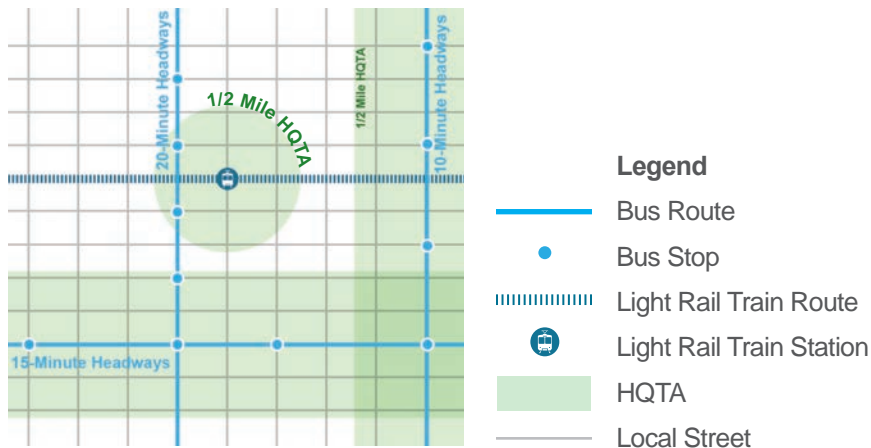 20-Minute Headways
1/2 Mile HQTA
1/2 Mile HQTA
10-Minute Headways
15-Minute Headways
Legend
Bus Route
Bus Stop
Light Rail Train Route
Light Rail Train Station
HQTA
Local Street